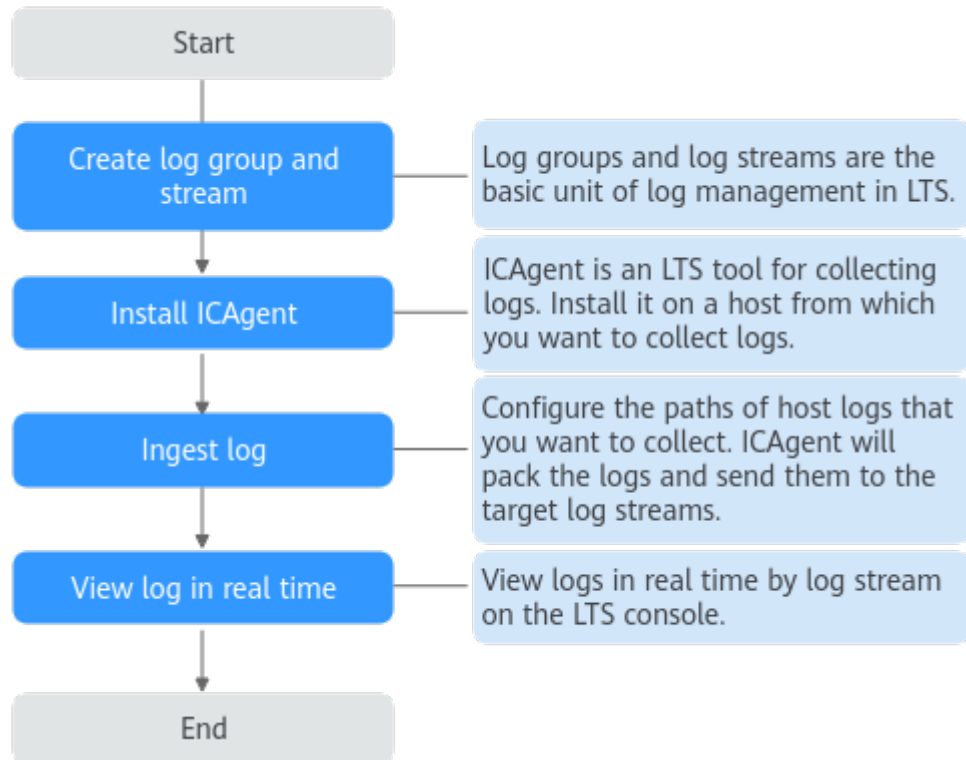 Start
Create log group and
stream
Log groups and log streams are the
basic unit of log management in LTS.
Install ICAgent
ICAgent is an LTS tool for collecting
logs. Install it on a host from which
you want to collect logs.
Ingest log
Configure the paths of host logs that
you want to collect. ICAgent will
pack the logs and send them to the
target log streams.
View log in real time
View logs in real time by log stream
on the LTS console.
End